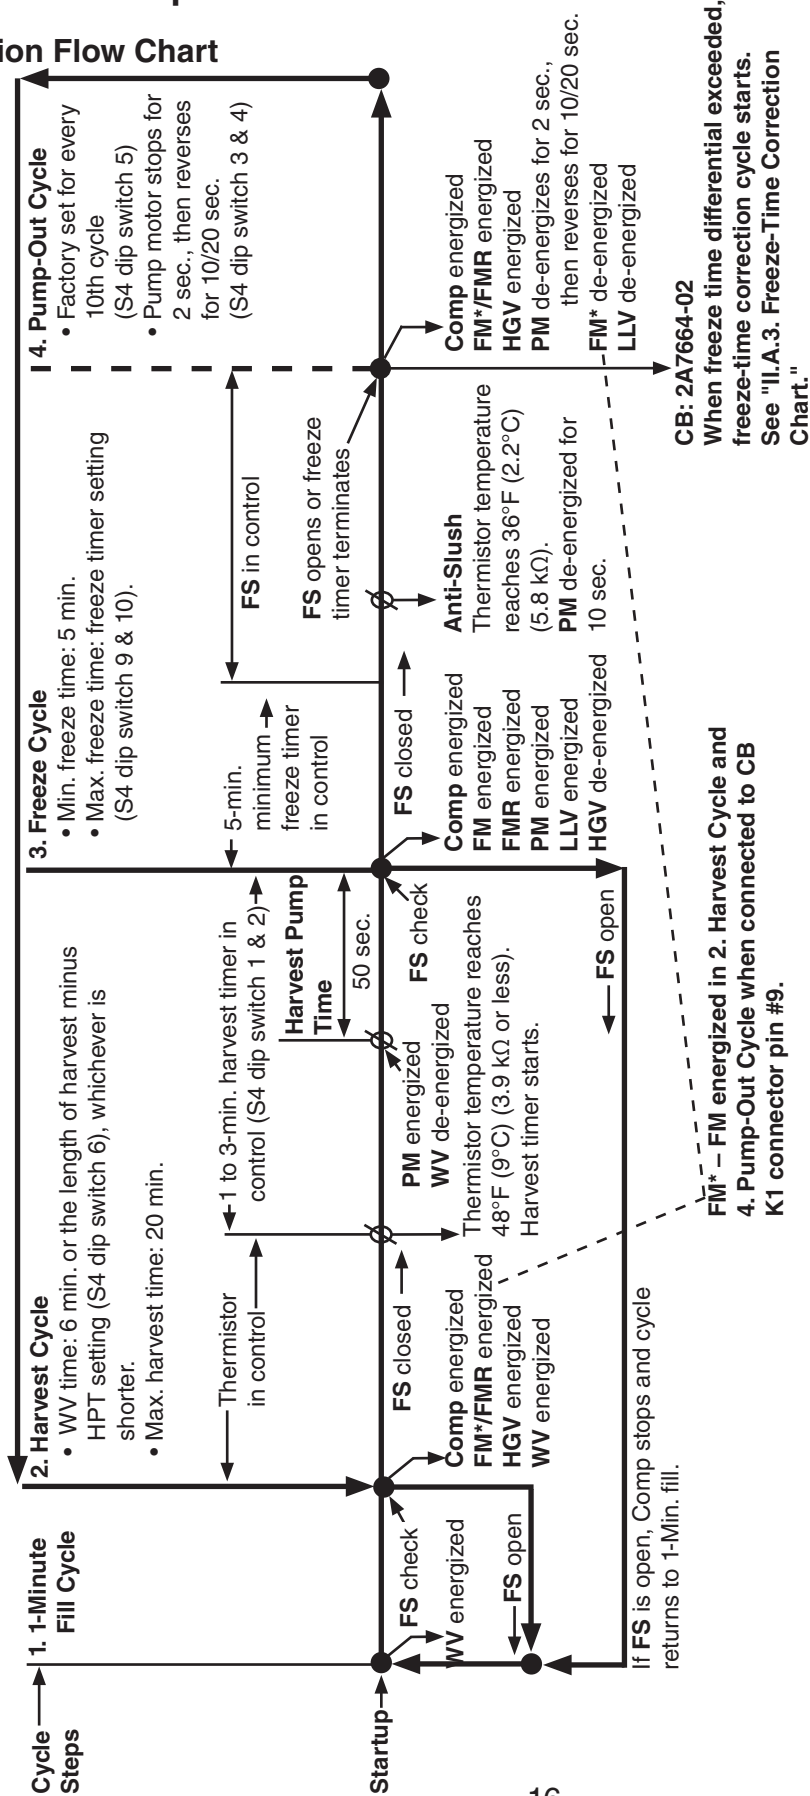 ion Flow Chart
Cycle
Steps
1. 1-Minute
Fill Cycle
2. Harvest Cycle
• WV time: 6 min. or the length of harvest minus
HPT setting (S4 dip switch 6), whichever is
shorter.
• Max. harvest time: 20 min.
3. Freeze Cycle
• Min. freeze time: 5 min.
• Max. freeze time: freeze timer setting
(S4 dip switch 9 & 10).
4. Pump-Out Cycle
• Factory set for every
10th cycle
(S4 dip switch 5)
• Pump motor stops for
2 sec., then reverses
for 10/20 sec.
(S4 dip switch 3 & 4)
Thermistor
in control
1 to 3-min. harvest timer in
control (S4 dip switch 1 & 2)
Harvest Pump
Time
50 sec.
5-min.
minimum
freeze timer
in control
FS in control
FS opens or freeze
timer terminates
Startup
FS check
WV energized
FS open
FS closed
Comp energized
FM*/FMR energized
HGV energized
WV energized
PM energized
WV de-energized
Thermistor temperature reaches
48°F (9°C) (3.9 kΩ or less).
Harvest timer starts.
FS check
FS open
FS closed
Comp energized
FM energized
FMR energized
PM energized
LLV energized
HGV de-energized
Anti-Slush
Thermistor temperature
reaches 36°F (2.2°C)
(5.8 kΩ).
PM de-energized for
10 sec.
Comp energized
FM*/FMR energized
HGV energized
PM de-energizes for 2 sec.,
then reverses for 10/20 sec.
FM* de-energized
LLV de-energized
If FS is open, Comp stops and cycle
returns to 1-Min. fill.
FM* – FM energized in 2. Harvest Cycle and
4. Pump-Out Cycle when connected to CB
K1 connector pin #9.
CB: 2A7664-02
When freeze time differential exceeded,
freeze-time correction cycle starts.
See "II.A.3. Freeze-Time Correction
Chart."